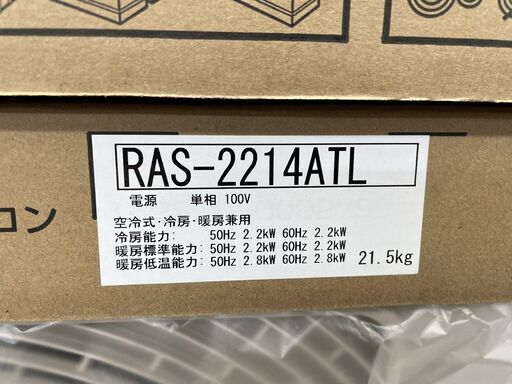 RAS-2214ATL
電源 単相 100V
空冷式・冷房・暖房兼用
冷房能力: 50Hz 2.2kW 60Hz 2.2kW
暖房標準能力: 50Hz 2.2kW 60Hz 2.2kW
暖房低温能力: 50Hz 2.8kW 60Hz 2.8kW 21.5kg
コン